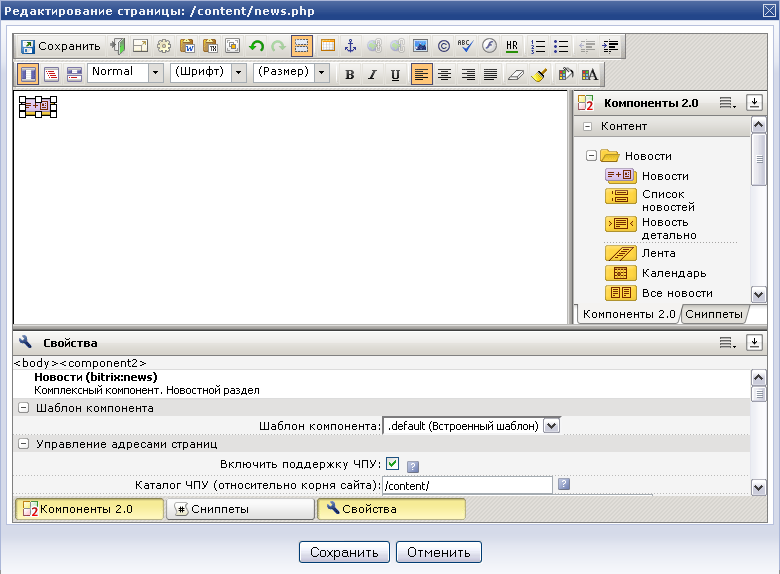 Редактирование страницы: /content/news.php
Сохранить
ABC
HR
Normal (Шрифт) (Размер) B I U A
Компоненты 2.0
Контент
Новости
Новости
Список
новостей
Новость
детально
Лента
Календарь
Все новости
Компоненты 2.0 Сниппеты
Свойства
<body><component2>
Новости (bitrix:news)
Комплексный компонент. Новостной раздел
Шаблон компонента
Шаблон компонента: .default (Встроенный шаблон)
Управление адресами страниц
Включить поддержку ЧПУ: ?
Каталог ЧПУ (относительно корня сайта): /content/ ?
Компоненты 2.0 # Сниппеты Свойства
Сохранить Отменить